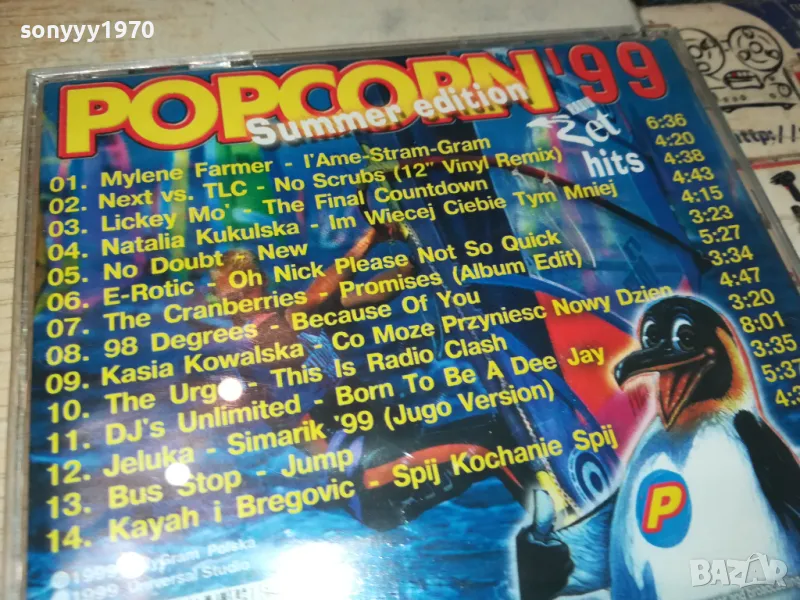 sonyyy1970
POPCORN '99
Summer edition
Zet
hits
01. Mylene Farmer - l'Ame-Stram-Gram 6:36
02. Next vs. TLC - No Scrubs (12" Vinyl Remix) 4:20
03. Lickey Mo' - The Final Countdown 4:38
04. Natalia Kukulska - Im Wiecej Ciebie Tym Mniej 4:43
05. No Doubt - New 4:15
06. E-Rotic - Oh Nick Please Not So Quick 3:23
07. The Cranberries - Promises (Album Edit) 5:27
08. 98 Degrees - Because Of You 3:34
09. Kasia Kowalska - Co Moze Przyniesc Nowy Dzien 4:47
10. The Urge - This Is Radio Clash 3:20
11. DJ's Unlimited - Born To Be A Dee Jay 8:01
12. Jeluka - Simarik '99 (Jugo Version) 3:35
13. Bus Stop - Jump 5:37
14. Kayah i Bregovic - Spij Kochanie Spij
P
Gram Polska
1999 Universal Studio
BAZAR
http://